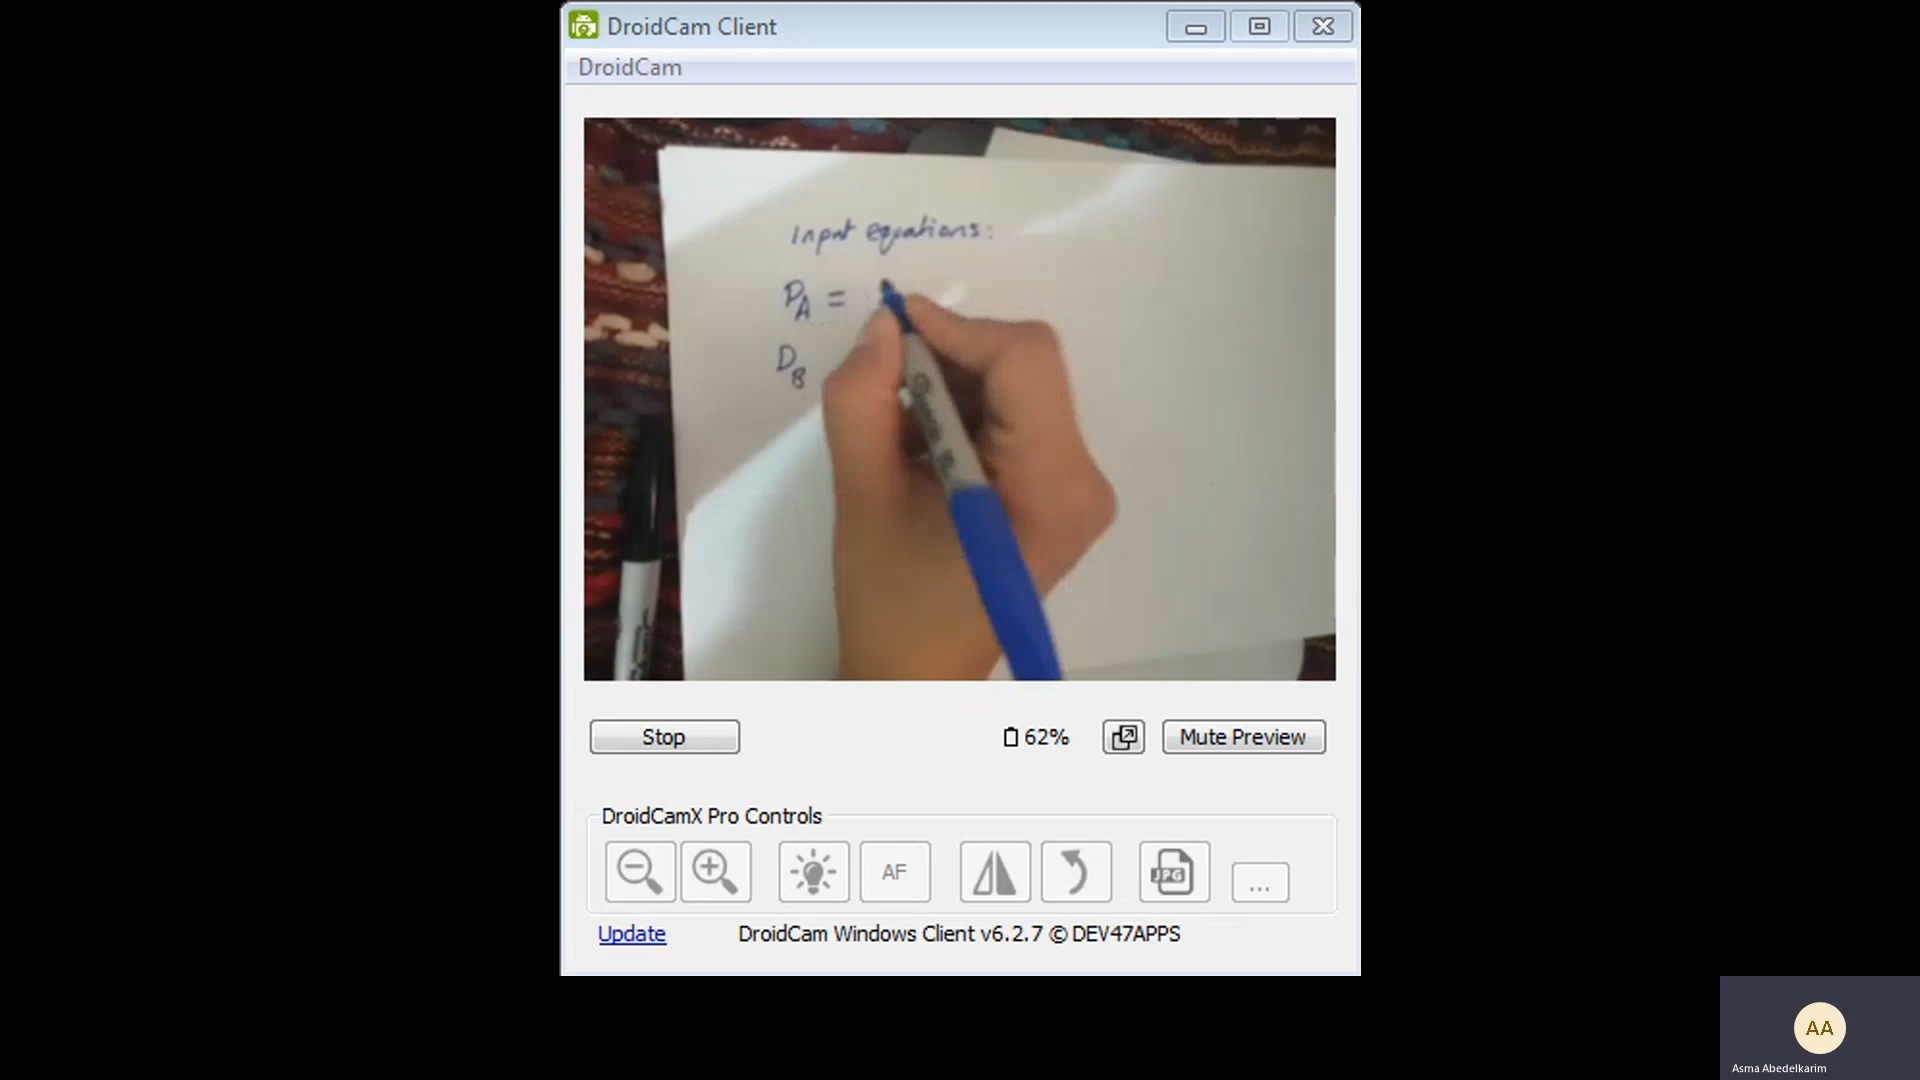 DroidCam Client
DroidCam
Input equations:
D_A =
D_B
Stop
62%
Mute Preview
DroidCamX Pro Controls
AF
JPG
...
Update
DroidCam Windows Client v6.2.7 © DEV47APPS
AA
Asma Abedelkarim